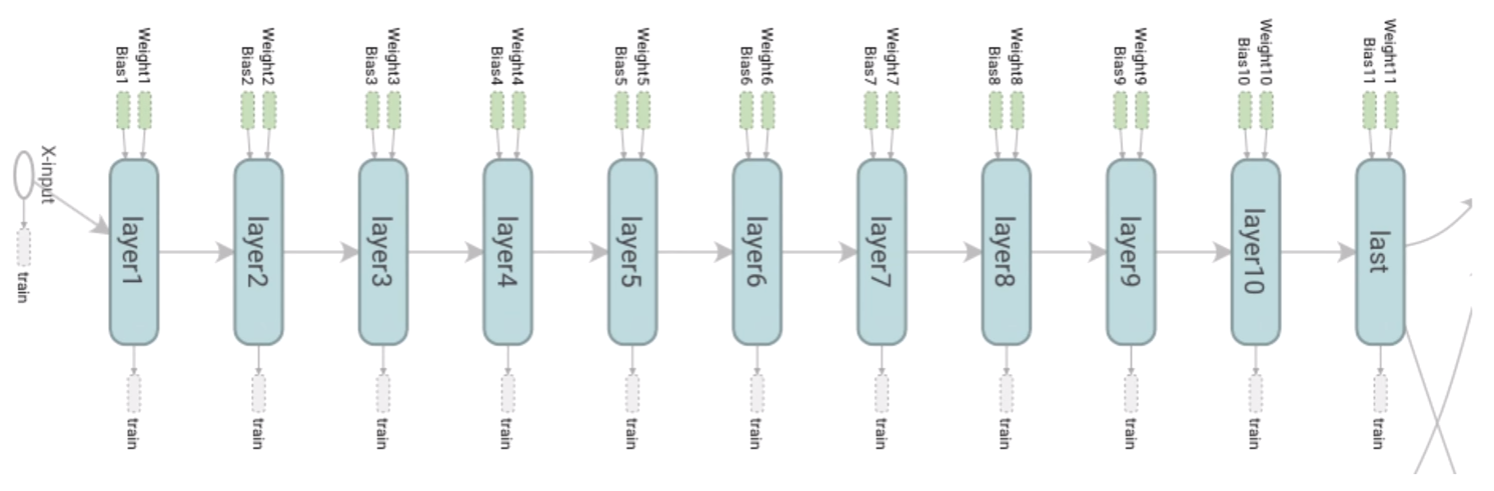 X-input
train
Weight1
Bias1
layer1
train
Weight2
Bias2
layer2
train
Weight3
Bias3
layer3
train
Weight4
Bias4
layer4
train
Weight5
Bias5
layer5
train
Weight6
Bias6
layer6
train
Weight7
Bias7
layer7
train
Weight8
Bias8
layer8
train
Weight9
Bias9
layer9
train
Weight10
Bias10
layer10
train
Weight11
Bias11
last
train